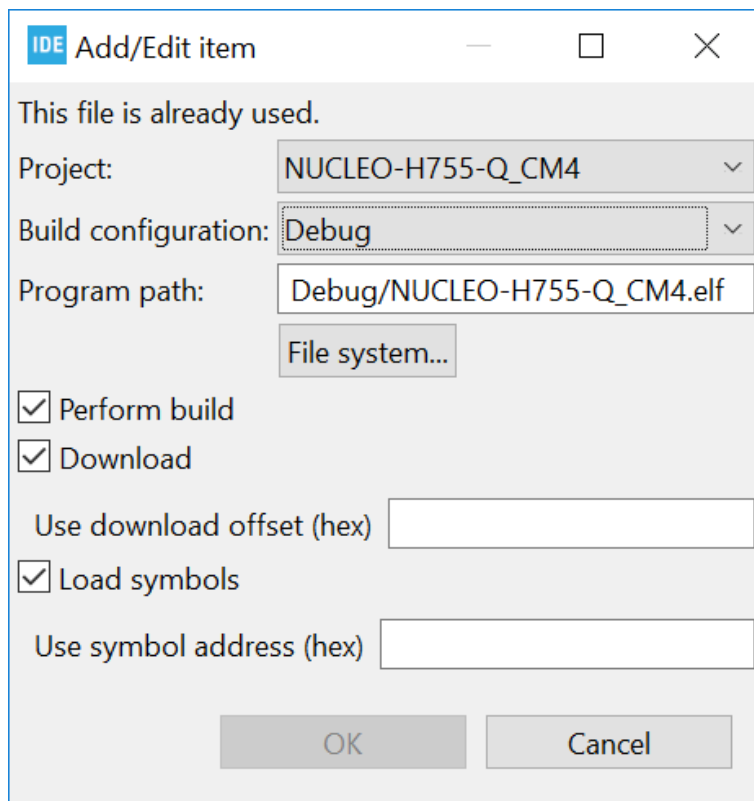 IDE Add/Edit item
This file is already used.
Project: NUCLEO-H755-Q_CM4
Build configuration: Debug
Program path: Debug/NUCLEO-H755-Q_CM4.elf
File system...
Perform build
Download
Use download offset (hex)
Load symbols
Use symbol address (hex)
OK Cancel